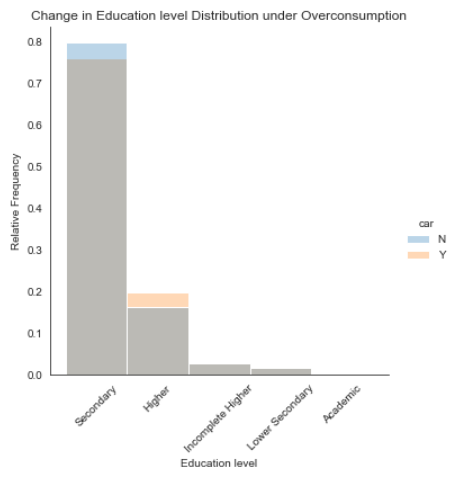 Change in Education level Distribution under Overconsumption
0.8
0.7
0.6
0.5
0.4
0.3
0.2
0.1
0.0
Relative Frequency
car
N
Y
Secondary
Higher
Incomplete Higher
Lower Secondary
Academic
Education level